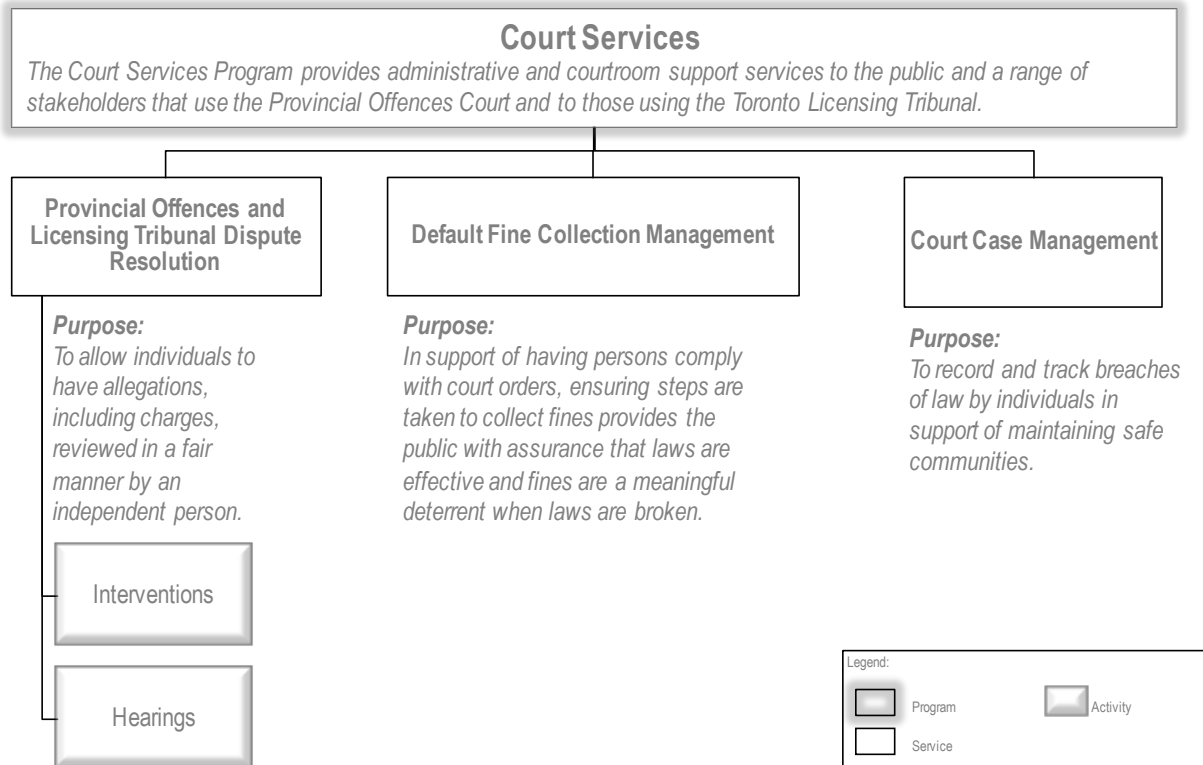 Court Services
The Court Services Program provides administrative and courtroom support services to the public and a range of
stakeholders that use the Provincial Offences Court and to those using the Toronto Licensing Tribunal.
Provincial Offences and
Licensing Tribunal Dispute
Resolution
Purpose:
To allow individuals to
have allegations,
including charges,
reviewed in a fair
manner by an
independent person.
Interventions
Hearings
Default Fine Collection Management
Purpose:
In support of having persons comply
with court orders, ensuring steps are
taken to collect fines provides the
public with assurance that laws are
effective and fines are a meaningful
deterrent when laws are broken.
Court Case Management
Purpose:
To record and track breaches
of law by individuals in
support of maintaining safe
communities.
Legend:
Program
Activity
Service